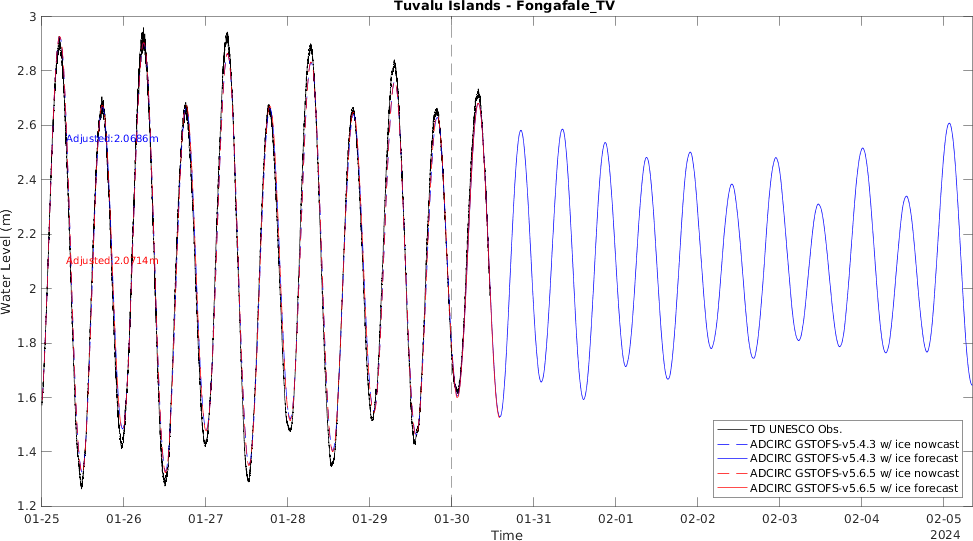 Tuvalu Islands - Fongafale_TV
3
2.8
2.6
2.4
2.2
2
1.8
1.6
1.4
1.2
Water Level (m)
Adjusted:2.0686m
Adjusted:2.0714m
TD UNESCO Obs.
ADCIRC GSTOFS-v5.4.3 w/ ice nowcast
ADCIRC GSTOFS-v5.4.3 w/ ice forecast
ADCIRC GSTOFS-v5.6.5 w/ ice nowcast
ADCIRC GSTOFS-v5.6.5 w/ ice forecast
01-25 01-26 01-27 01-28 01-29 01-30 01-31 02-01 02-02 02-03 02-04 02-05
Time
2024